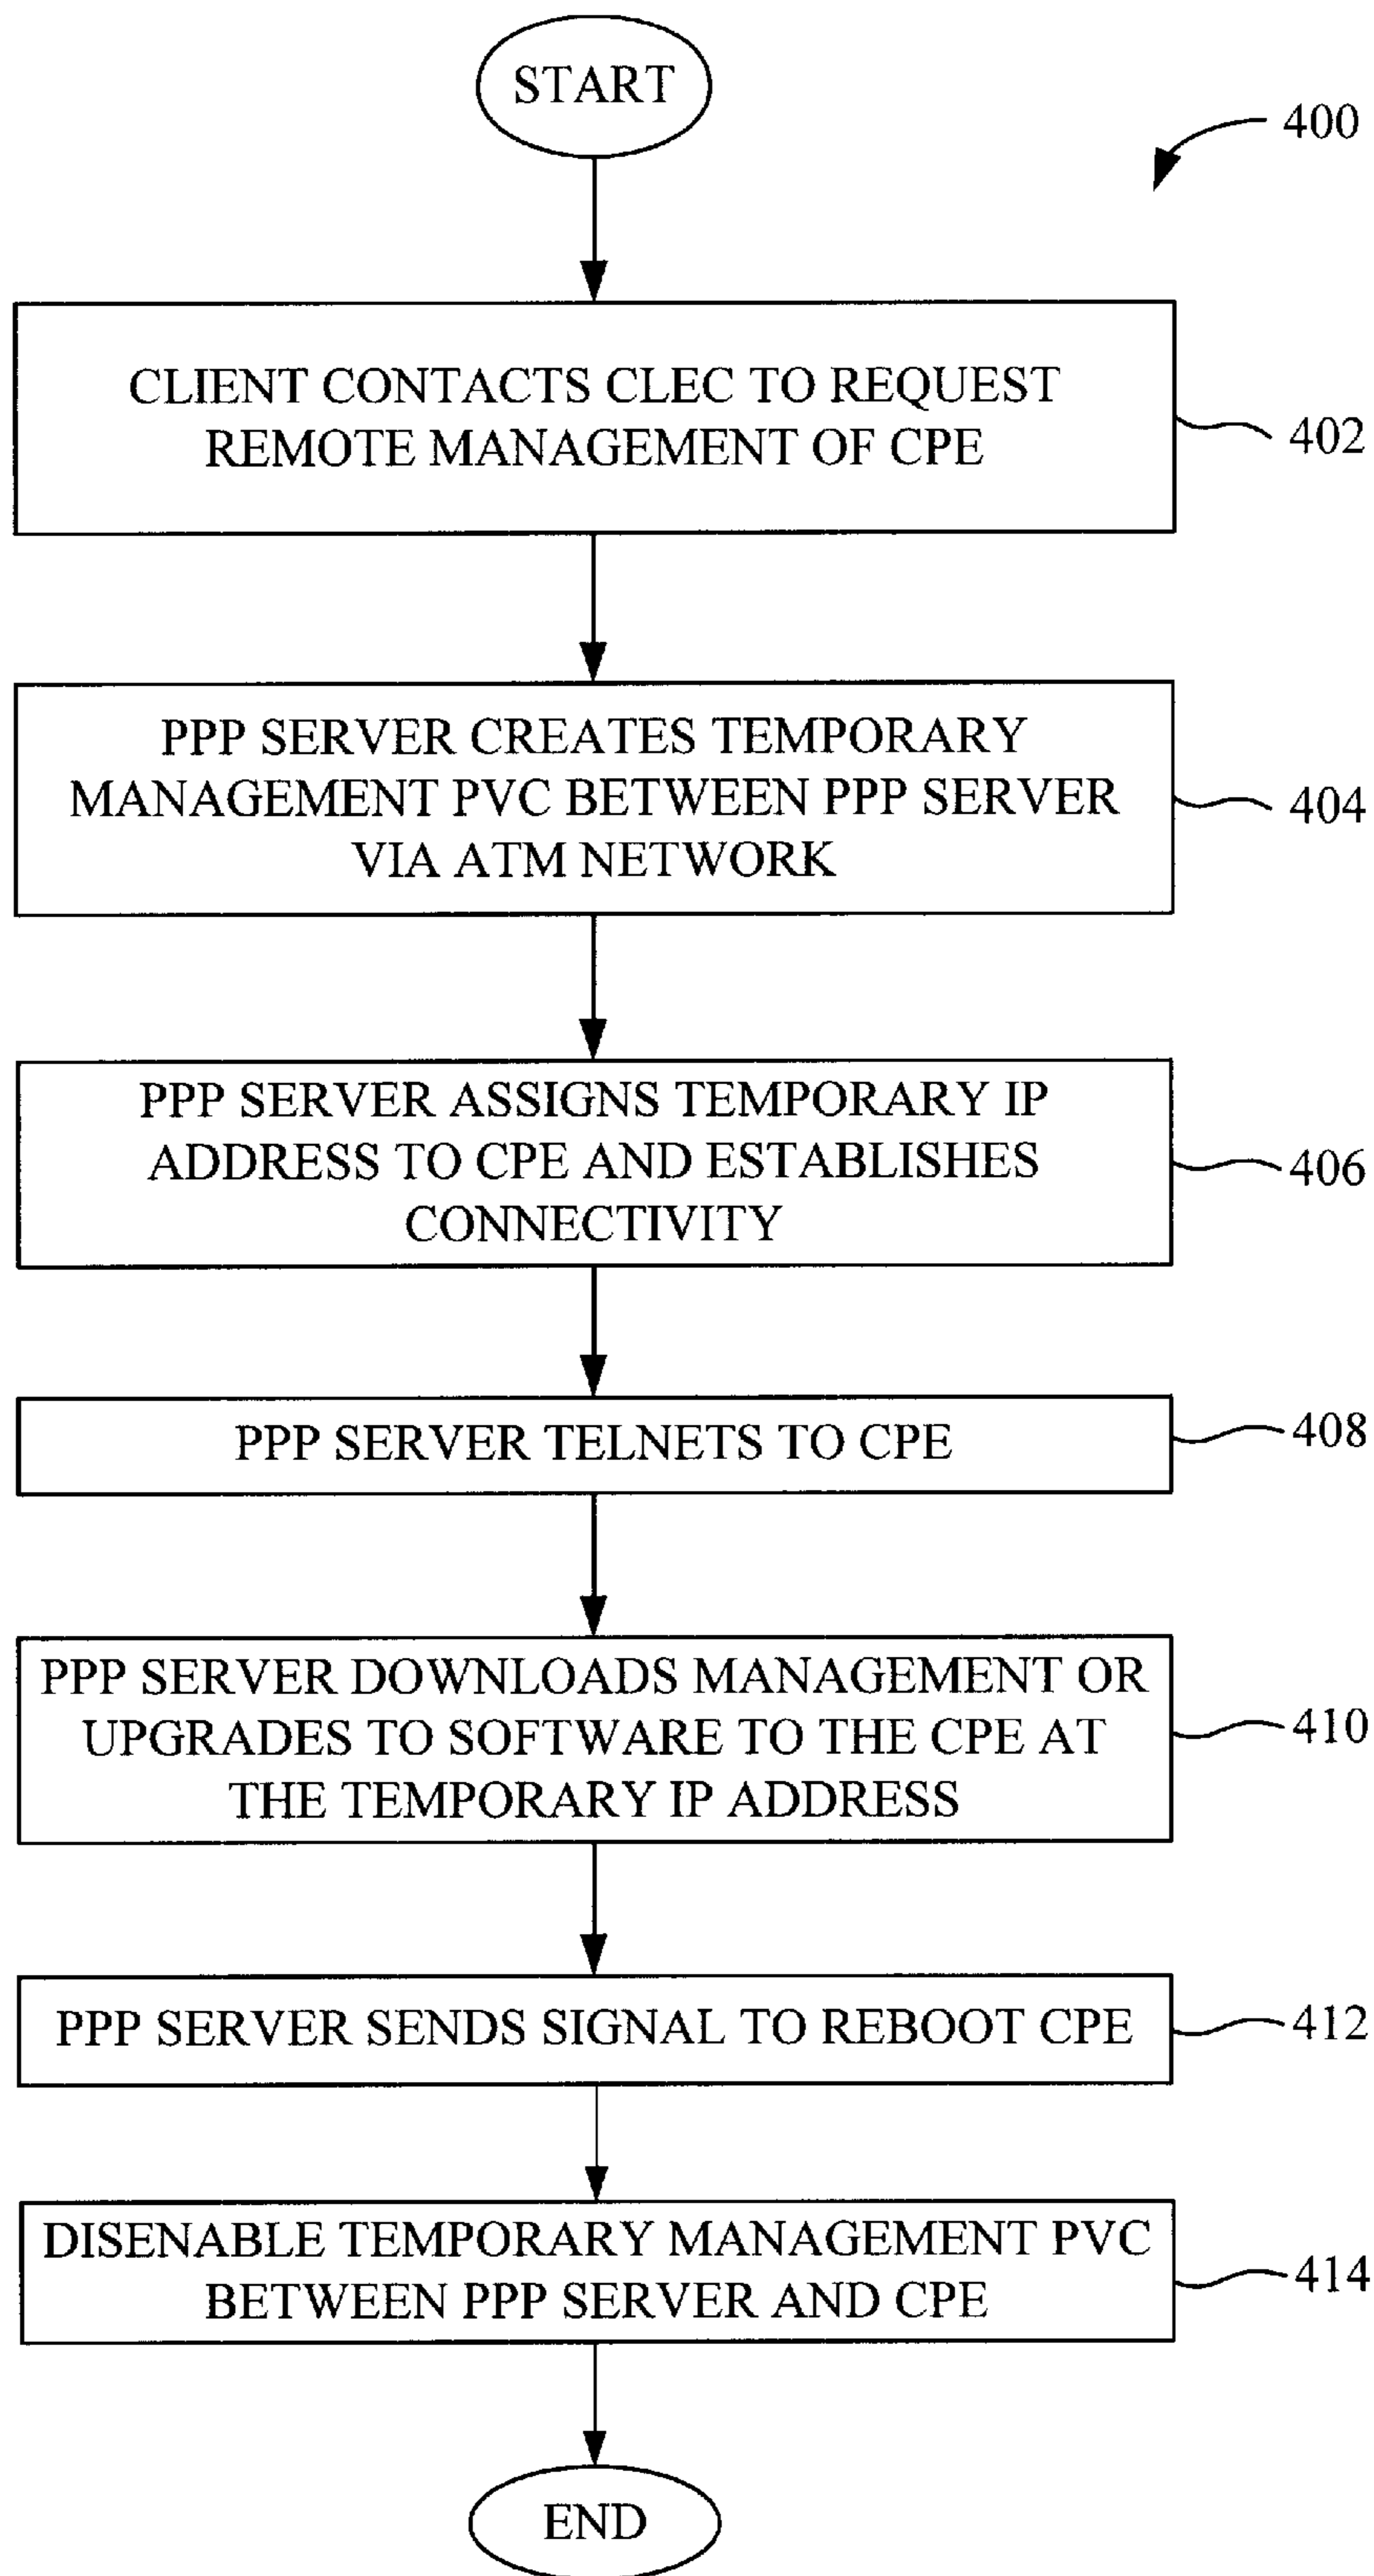 START
400
CLIENT CONTACTS CLEC TO REQUEST
REMOTE MANAGEMENT OF CPE
402
PPP SERVER CREATES TEMPORARY
MANAGEMENT PVC BETWEEN PPP SERVER
VIA ATM NETWORK
404
PPP SERVER ASSIGNS TEMPORARY IP
ADDRESS TO CPE AND ESTABLISHES
CONNECTIVITY
406
PPP SERVER TELNETS TO CPE
408
PPP SERVER DOWNLOADS MANAGEMENT OR
UPGRADES TO SOFTWARE TO THE CPE AT
THE TEMPORARY IP ADDRESS
410
PPP SERVER SENDS SIGNAL TO REBOOT CPE
412
DISENABLE TEMPORARY MANAGEMENT PVC
BETWEEN PPP SERVER AND CPE
414
END